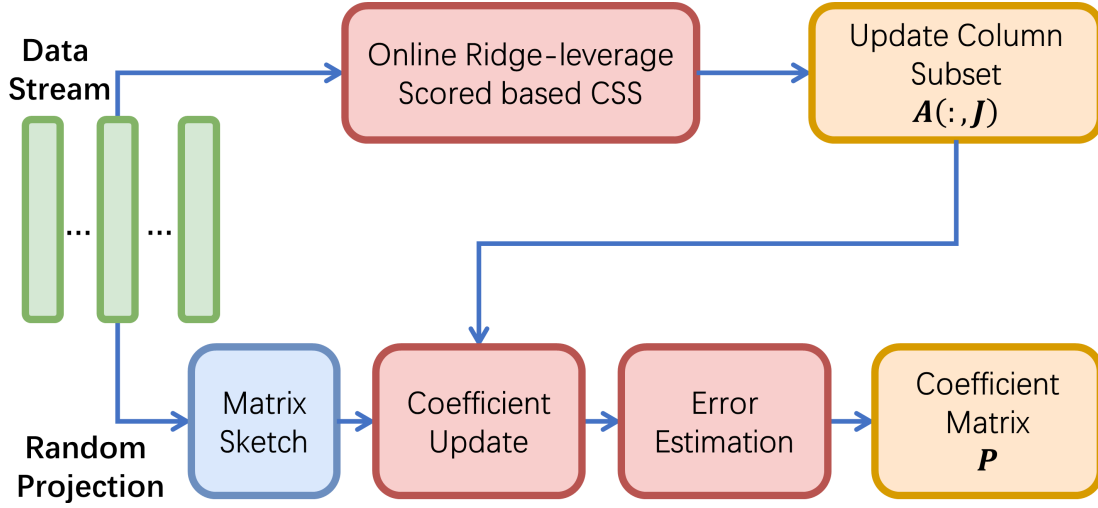 Data
Stream
Online Ridge-leverage
Scored based CSS
Update Column
Subset
A(:,J)
...
...
Random
Projection
Matrix
Sketch
Coefficient
Update
Error
Estimation
Coefficient
Matrix
P